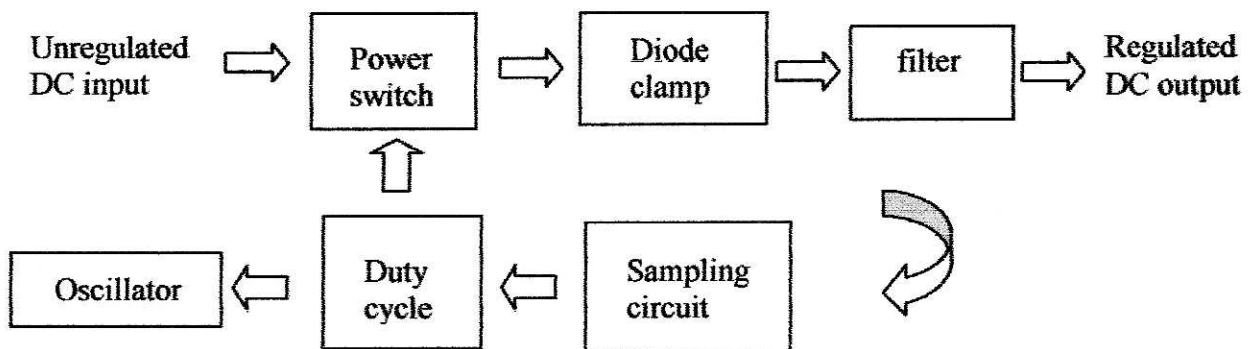 Unregulated
DC input
Power
switch
Diode
clamp
filter
Regulated
DC output
Oscillator
Duty
cycle
Sampling
circuit